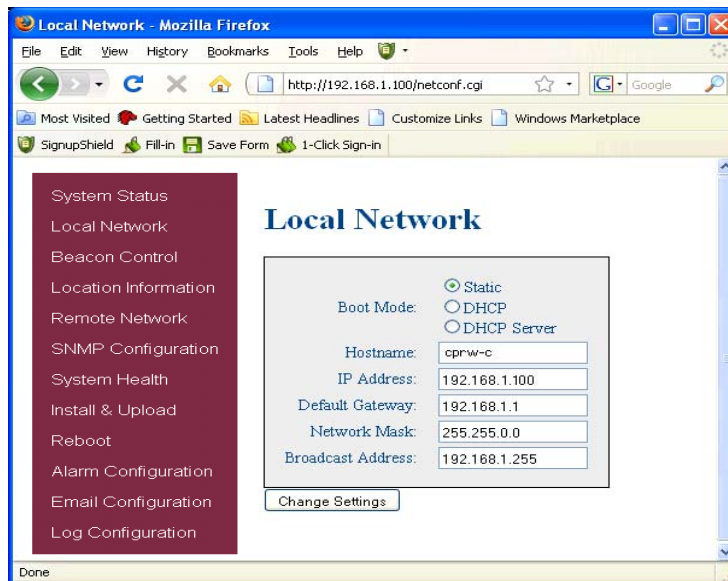 Local Network - Mozilla Firefox
File Edit View History Bookmarks Tools Help
http://192.168.1.100/netconf.cgi
G Google
Most Visited Getting Started Latest Headlines Customize Links Windows Marketplace
SignupShield Fill-in Save Form 1-Click Sign-in
System Status
Local Network
Beacon Control
Location Information
Remote Network
SNMP Configuration
System Health
Install & Upload
Reboot
Alarm Configuration
Email Configuration
Log Configuration
Local Network
Boot Mode:
Static
DHCP
DHCP Server
Hostname: cprw-c
IP Address: 192.168.1.100
Default Gateway: 192.168.1.1
Network Mask: 255.255.0.0
Broadcast Address: 192.168.1.255
Change Settings
Done